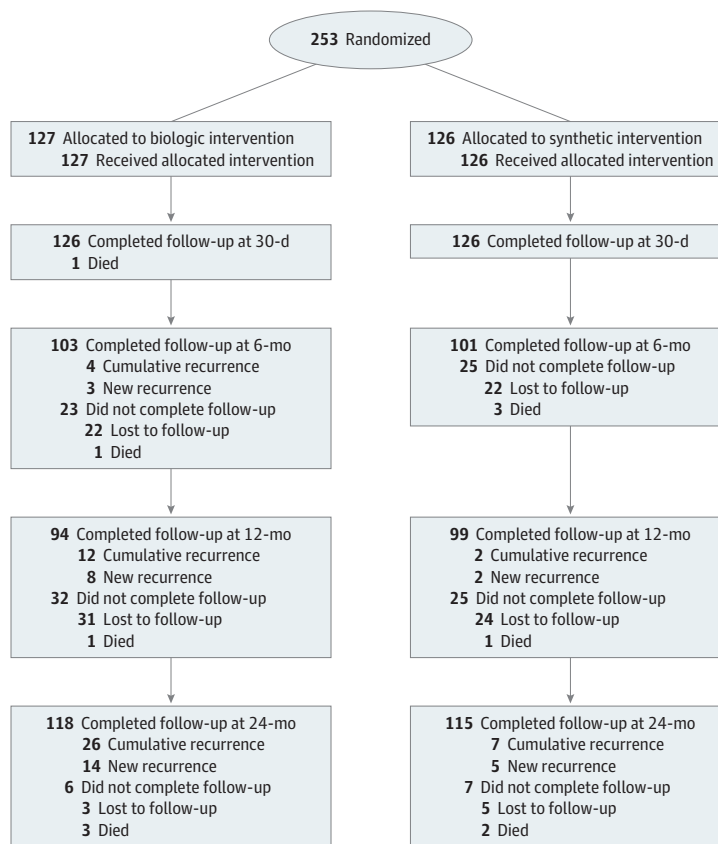 253 Randomized
127 Allocated to biologic intervention
127 Received allocated intervention
126 Allocated to synthetic intervention
126 Received allocated intervention
126 Completed follow-up at 30-d
1 Died
126 Completed follow-up at 30-d
103 Completed follow-up at 6-mo
4 Cumulative recurrence
3 New recurrence
23 Did not complete follow-up
22 Lost to follow-up
1 Died
101 Completed follow-up at 6-mo
25 Did not complete follow-up
22 Lost to follow-up
3 Died
94 Completed follow-up at 12-mo
12 Cumulative recurrence
8 New recurrence
32 Did not complete follow-up
31 Lost to follow-up
1 Died
99 Completed follow-up at 12-mo
2 Cumulative recurrence
2 New recurrence
25 Did not complete follow-up
24 Lost to follow-up
1 Died
118 Completed follow-up at 24-mo
26 Cumulative recurrence
14 New recurrence
6 Did not complete follow-up
3 Lost to follow-up
3 Died
115 Completed follow-up at 24-mo
7 Cumulative recurrence
5 New recurrence
7 Did not complete follow-up
5 Lost to follow-up
2 Died